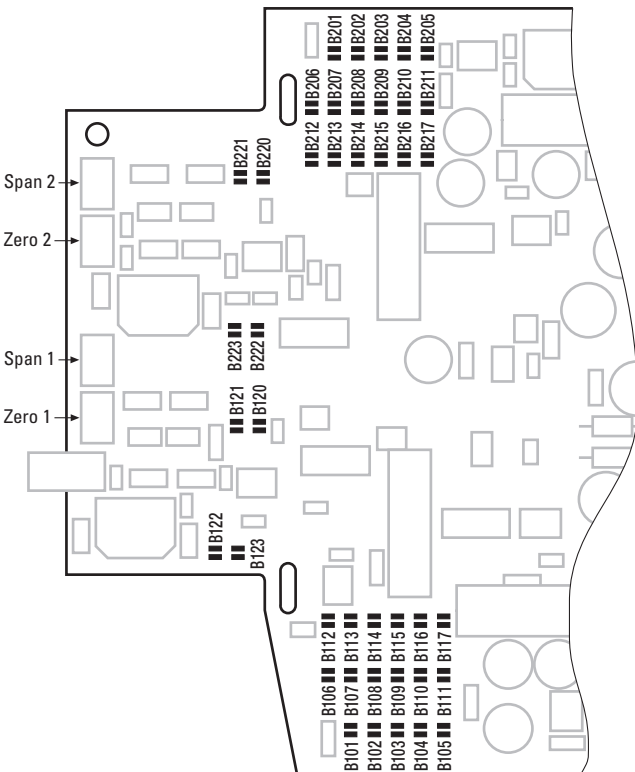 B201 B202 B203 B204 B205
B206 B207 B208 B209 B210 B211
B212 B213 B214 B215 B216 B217
B221 B220
Span 2
Zero 2
B223 B222
Span 1
B121 B120
Zero 1
B122 B123
B112 B113 B114 B115 B116 B117
B106 B107 B108 B109 B110 B111
B101 B102 B103 B104 B105